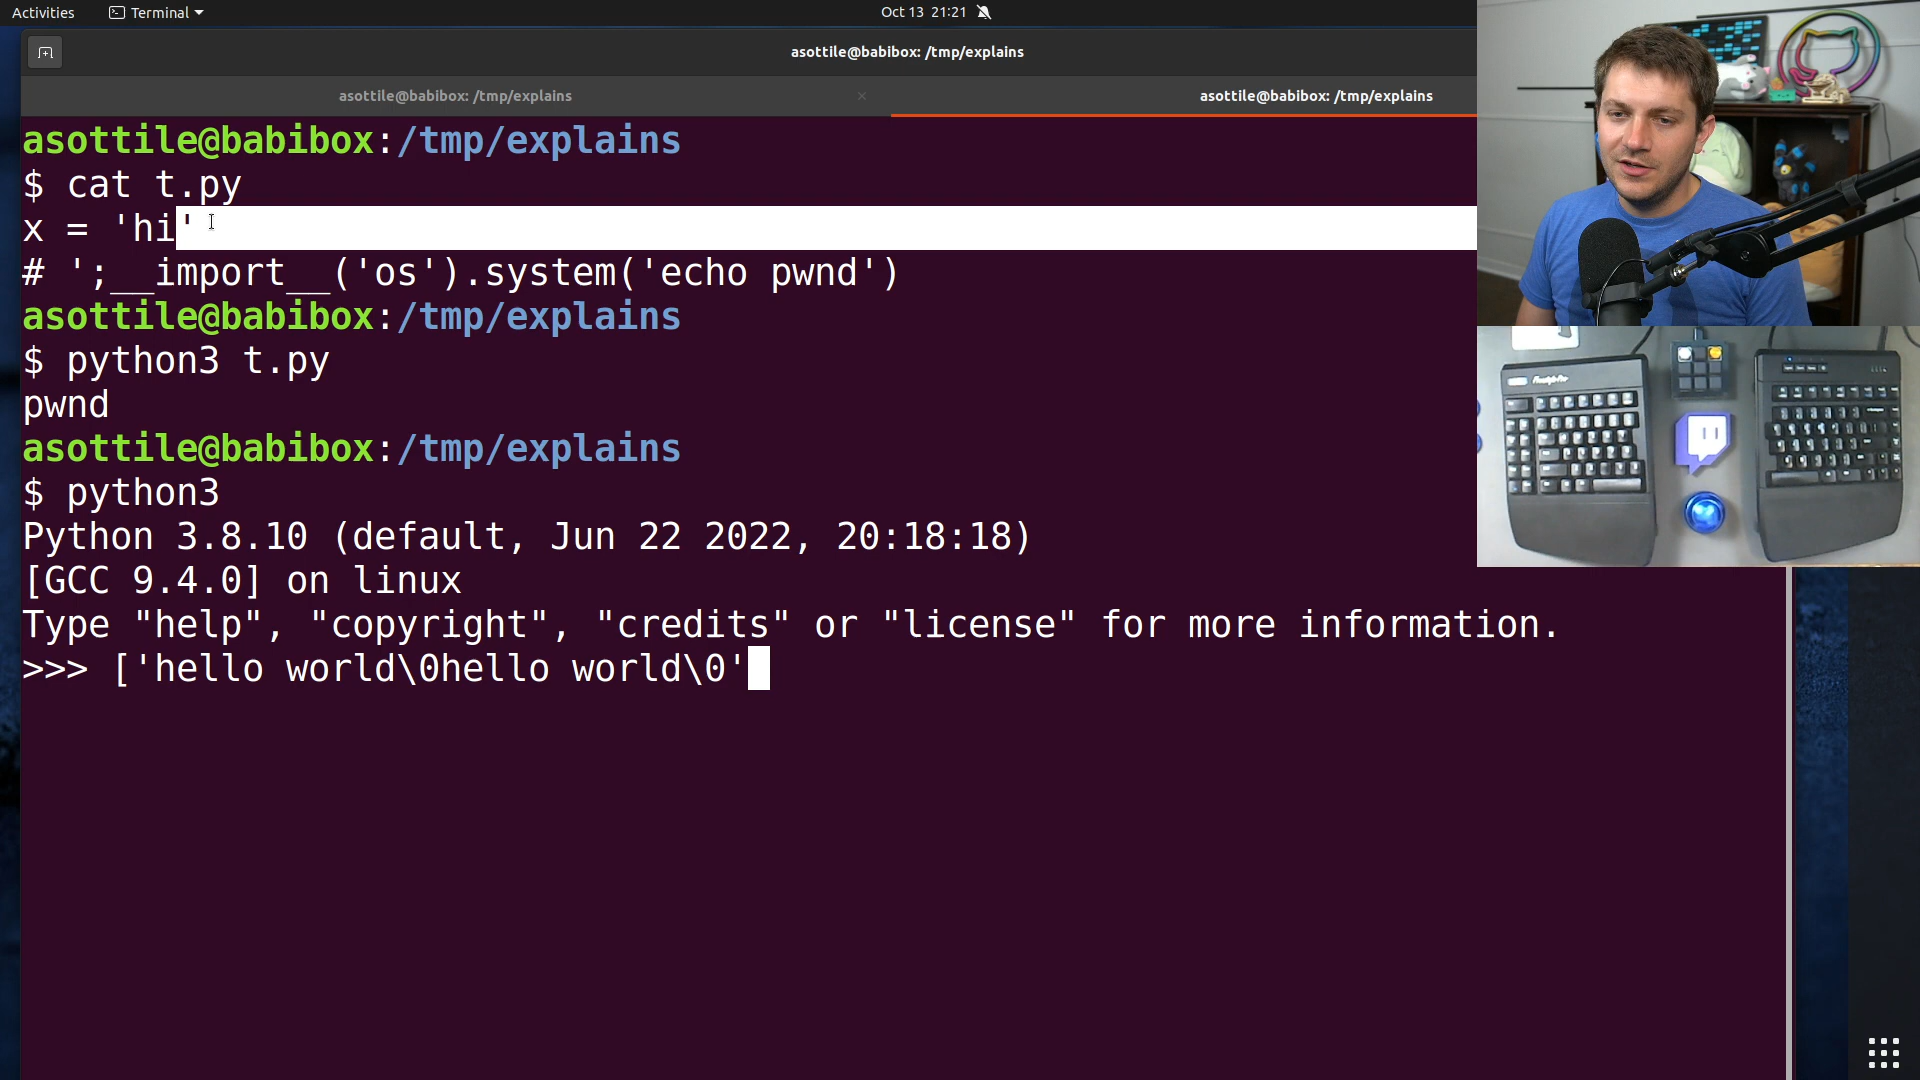 Activities
Terminal
Oct 13 21:21
asottile@babibox: /tmp/explains
asottile@babibox: /tmp/explains
asottile@babibox: /tmp/explains
asottile@babibox:/tmp/explains
$ cat t.py
x = 'hi'
# ';__import__('os').system('echo pwnd')
asottile@babibox:/tmp/explains
$ python3 t.py
pwnd
asottile@babibox:/tmp/explains
$ python3
Python 3.8.10 (default, Jun 22 2022, 20:18:18)
[GCC 9.4.0] on linux
Type "help", "copyright", "credits" or "license" for more information.
>>> ['hello world\0hello world\0'